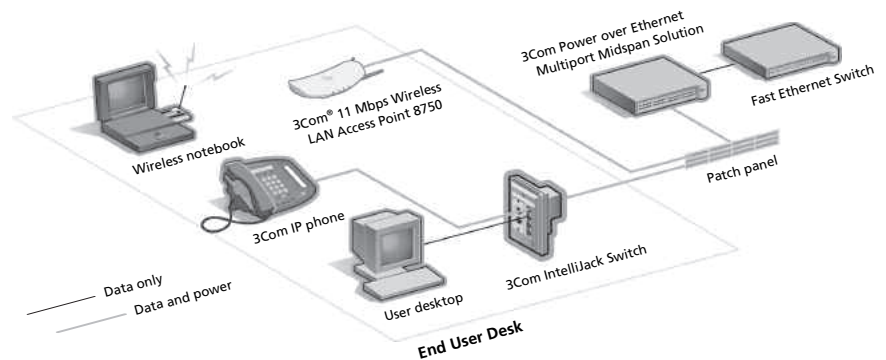 3Com Power over Ethernet
Multiport Midspan Solution
Fast Ethernet Switch
3Com® 11 Mbps Wireless
LAN Access Point 8750
Wireless notebook
Patch panel
3Com IP phone
3Com IntelliJack Switch
User desktop
Data only
Data and power
End User Desk